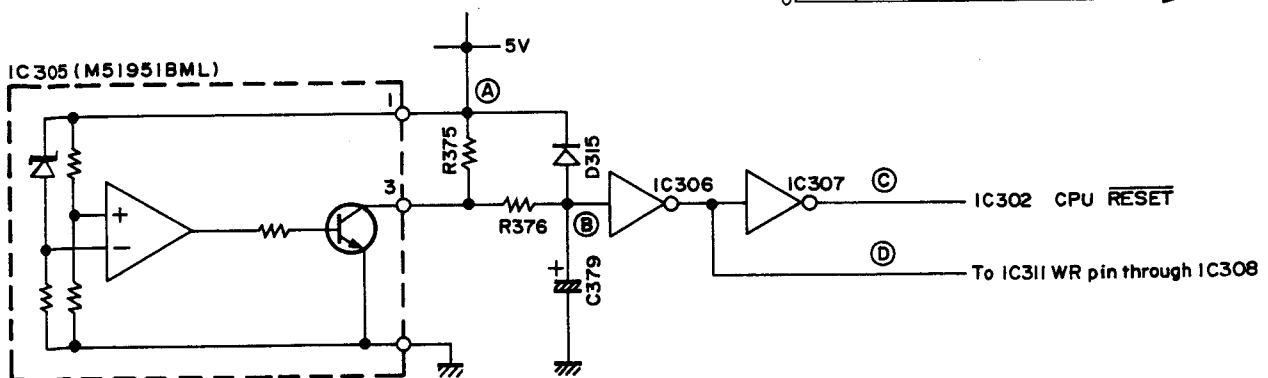 5V
IC305 (M51951BML)
1
A
R375
D315
3
IC306
IC307
C
IC302 CPU RESET
R376
B
+
-
+
C379
D
To IC311 WR pin through IC308